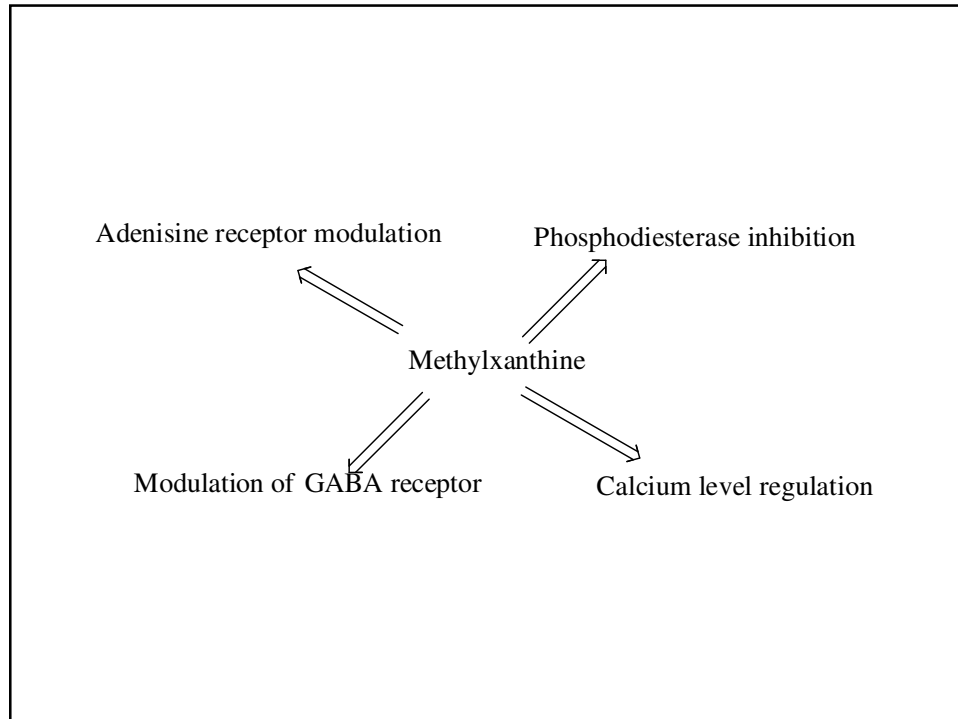 Adenisine receptor modulation
Phosphodiesterase inhibition
Methylxanthine
Modulation of GABA receptor
Calcium level regulation